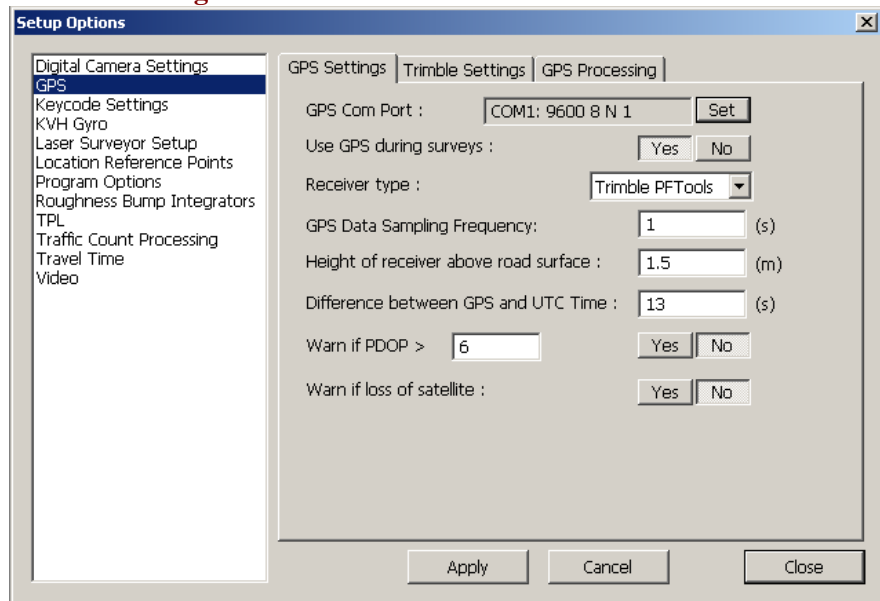 Setup Options
Digital Camera Settings
GPS
Keycode Settings
KVH Gyro
Laser Surveyor Setup
Location Reference Points
Program Options
Roughness Bump Integrators
TPL
Traffic Count Processing
Travel Time
Video
GPS Settings Trimble Settings GPS Processing
GPS Com Port : COM1: 9600 8 N 1 Set
Use GPS during surveys : Yes No
Receiver type : Trimble PFTools
GPS Data Sampling Frequency: 1 (s)
Height of receiver above road surface : 1.5 (m)
Difference between GPS and UTC Time : 13 (s)
Warn if PDOP > 6 Yes No
Warn if loss of satellite : Yes No
Apply Cancel Close